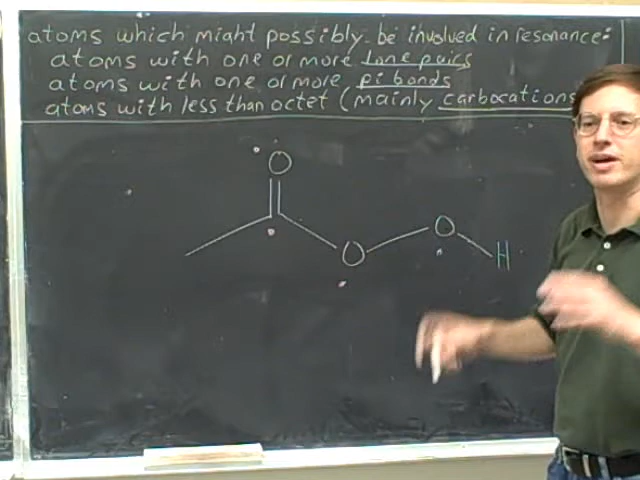 atoms which might possibly be involved in resonance:
atoms with one or more lone pairs
atoms with one or more pi bonds
atoms with less than octet (mainly carbocations
O
O
O
H